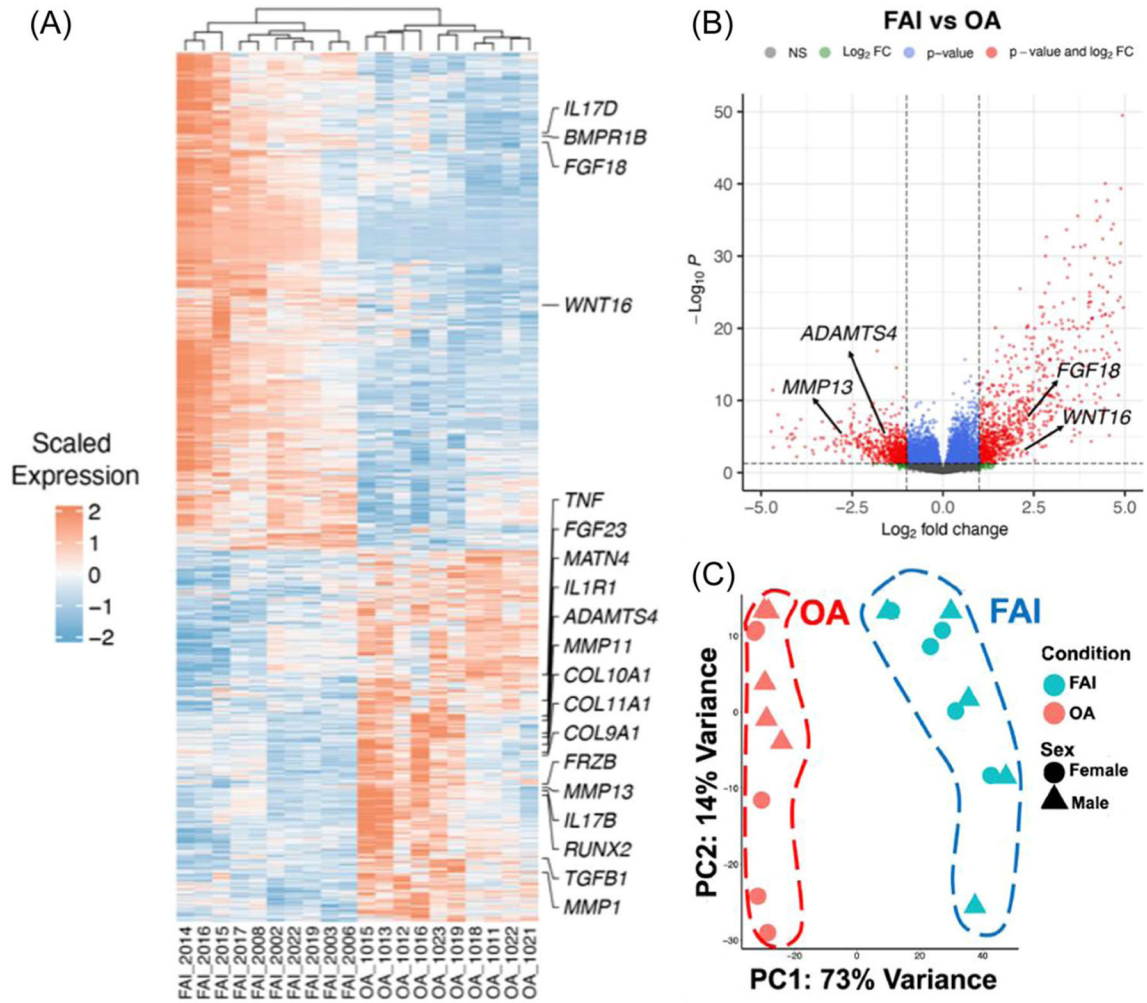 (A)
IL17D
BMPR1B
FGF18
WNT16
Scaled
Expression
2
1
0
−1
−2
TNF
FGF23
MATN4
IL1R1
ADAMTS4
MMP11
COL10A1
COL11A1
COL9A1
FRZB
MMP13
IL17B
RUNX2
TGFB1
MMP1
FAI_2014
FAI_2016
FAI_2015
FAI_2017
FAI_2008
FAI_2002
FAI_2022
FAI_2019
FAI_2003
FAI_2006
OA_1015
OA_1013
OA_1012
OA_1016
OA_1023
OA_1019
OA_1018
OA_1011
OA_1022
OA_1021
(B)
FAI vs OA
NS Log2 FC p−value p − value and log2 FC
− Log10 P
50
40
30
20
10
0
ADAMTS4
MMP13
FGF18
WNT16
−5.0 −2.5 0.0 2.5 5.0
Log2 fold change
(C)
OA
FAI
PC2: 14% Variance
10
0
−10
−20
−30
−20 0 20 40
PC1: 73% Variance
Condition
FAI
OA
Sex
Female
Male